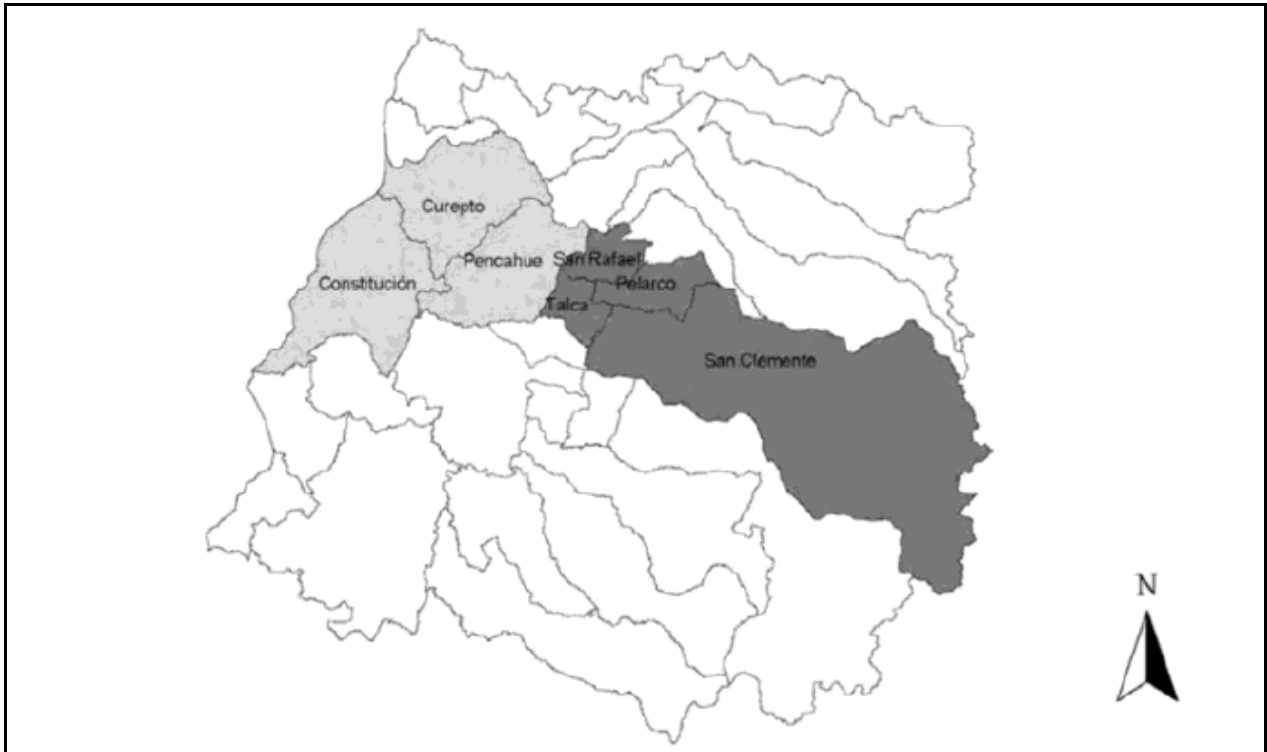 Curepto
Pencahue
San Rafael
Constitución
Pelarco
Talca
San Clemente
N